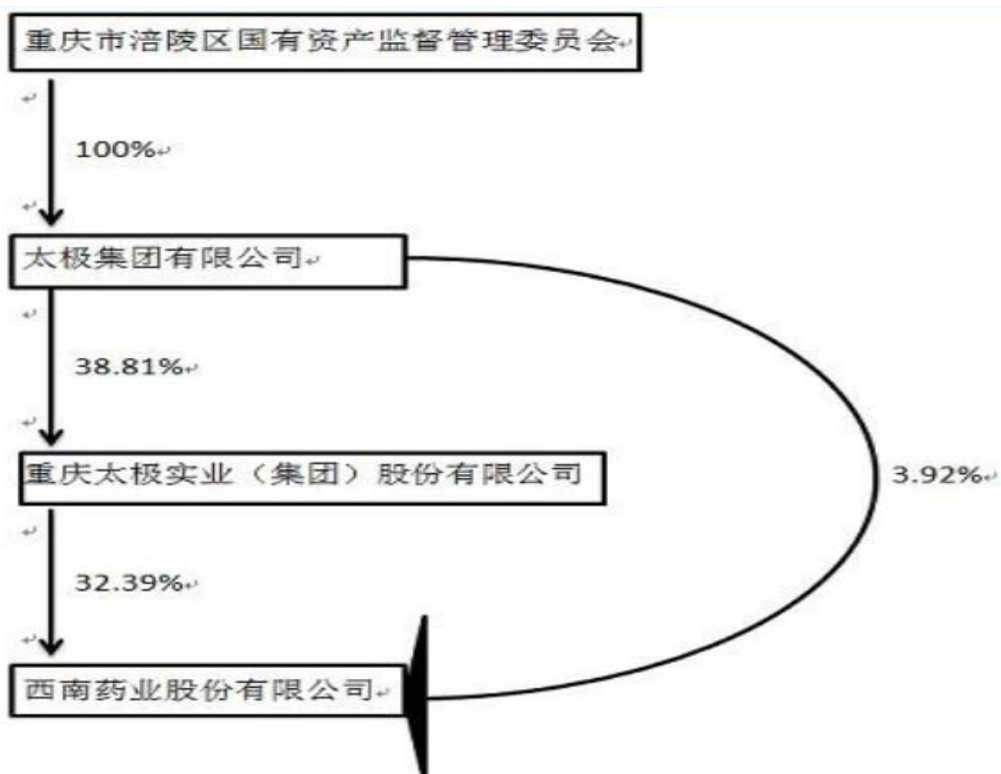 重庆市涪陵区国有资产监督管理委员会
100%
太极集团有限公司
38.81%
重庆太极实业（集团）股份有限公司
3.92%
32.39%
西南药业股份有限公司